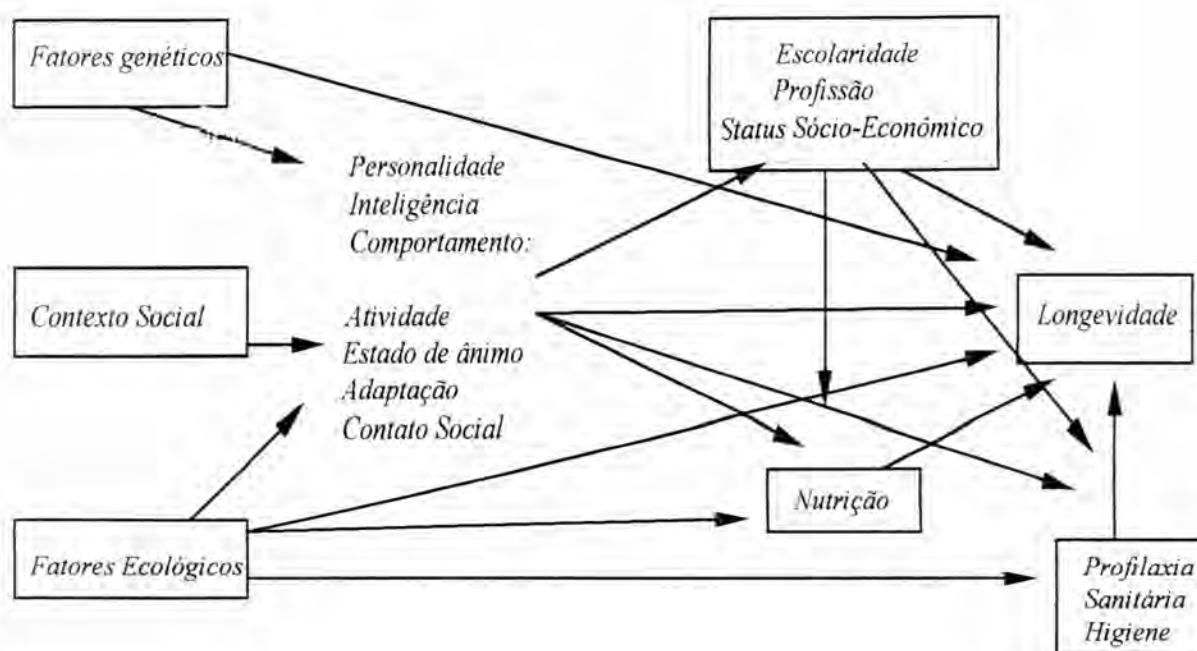 Fatores genéticos
Escolaridade
Profissão
Status Sócio-Económico
Personalidade
Inteligência
Comportamento:
Contexto Social
Atividade
Estado de ânimo
Adaptação
Contato Social
Longevidade
Nutrição
Fatores Ecológicos
Profilaxia
Sanitária
Higiene